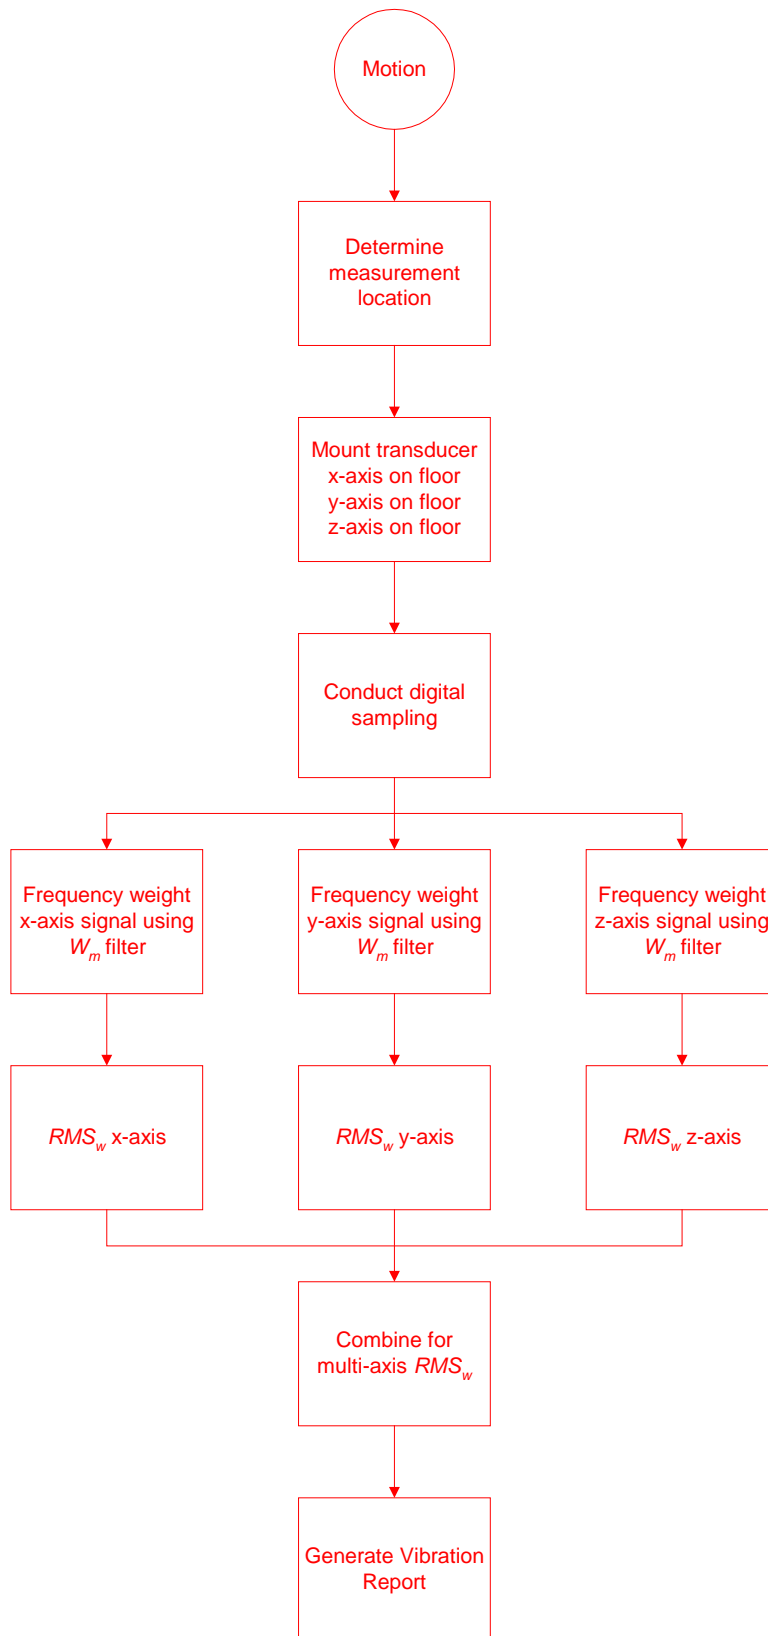 Motion
Determine
measurement
location
Mount transducer
x-axis on floor
y-axis on floor
z-axis on floor
Conduct digital
sampling
Frequency weight
x-axis signal using
Wm filter
Frequency weight
y-axis signal using
Wm filter
Frequency weight
z-axis signal using
Wm filter
RMSw x-axis
RMSw y-axis
RMSw z-axis
Combine for
multi-axis RMSw
Generate Vibration
Report